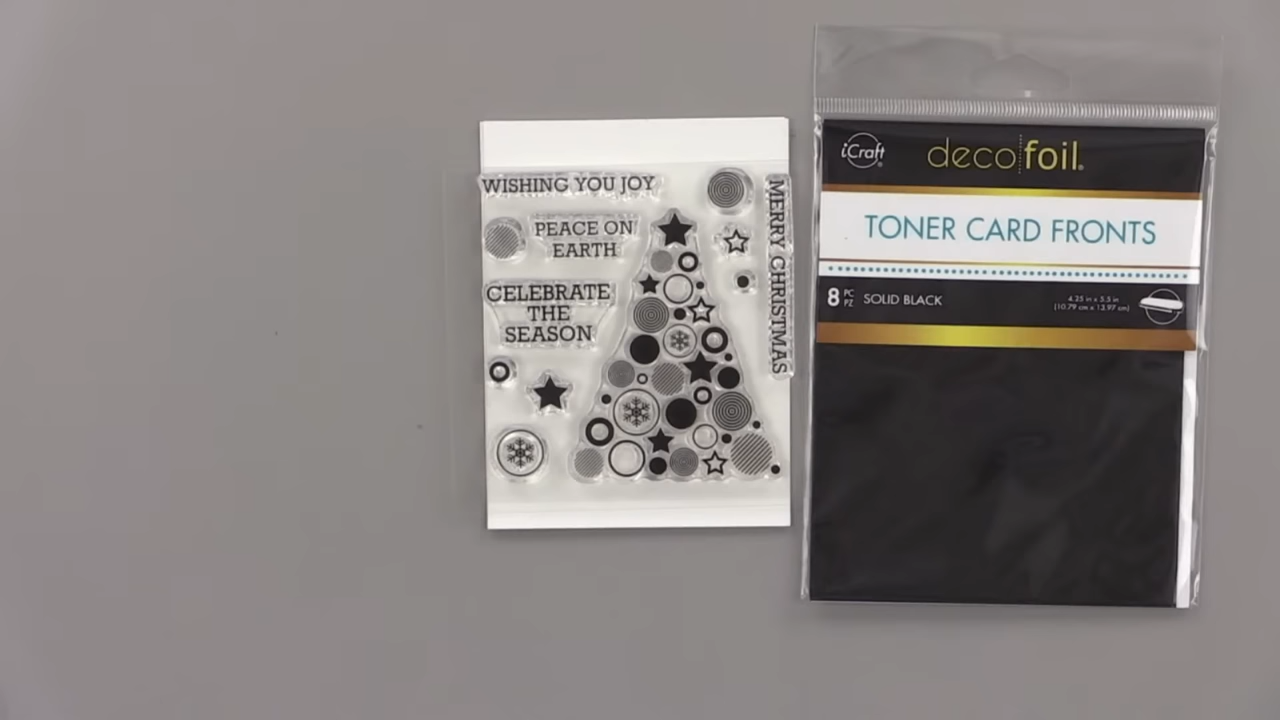 WISHING YOU JOY
PEACE ON
EARTH
CELEBRATE
THE
SEASON
MERRY CHRISTMAS
iCraft®
deco foil®
TONER CARD FRONTS
8 PC
PZ
SOLID BLACK
4.25 in x 5.5 in
(10.79 cm x 13.97 cm)